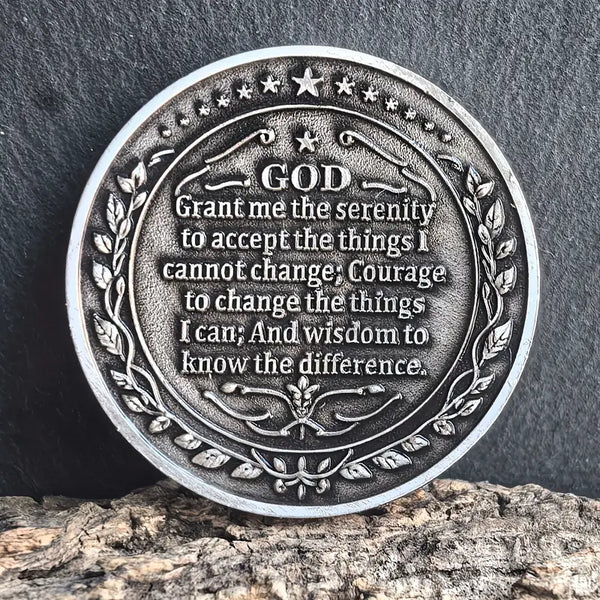 GOD
Grant me the serenity
to accept the things I
cannot change; Courage
to change the things
I can; And wisdom to
know the difference.